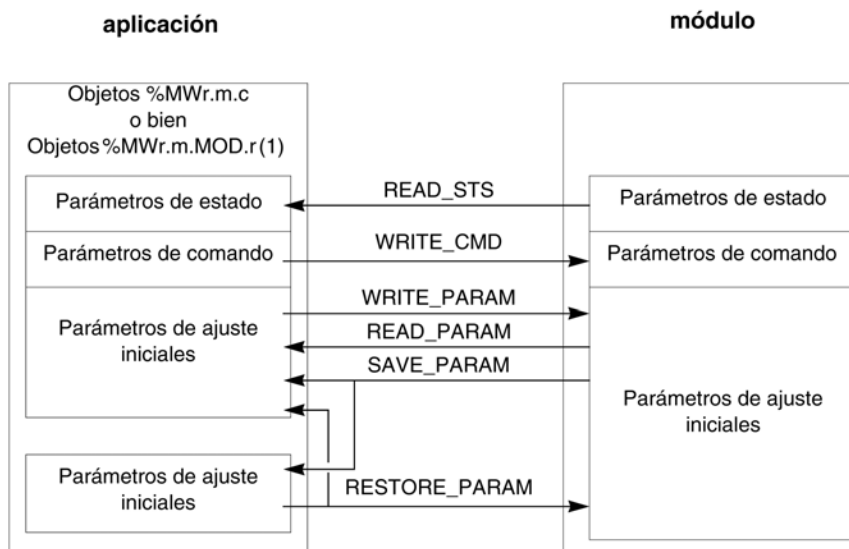 aplicación
módulo
Objetos %MWr.m.c
o bien
Objetos %MWr.m.MOD.r(1)
Parámetros de estado
READ_STS
Parámetros de estado
Parámetros de comando
WRITE_CMD
Parámetros de comando
WRITE_PARAM
Parámetros de ajuste
iniciales
READ_PARAM
SAVE_PARAM
Parámetros de ajuste
iniciales
Parámetros de ajuste
iniciales
RESTORE_PARAM